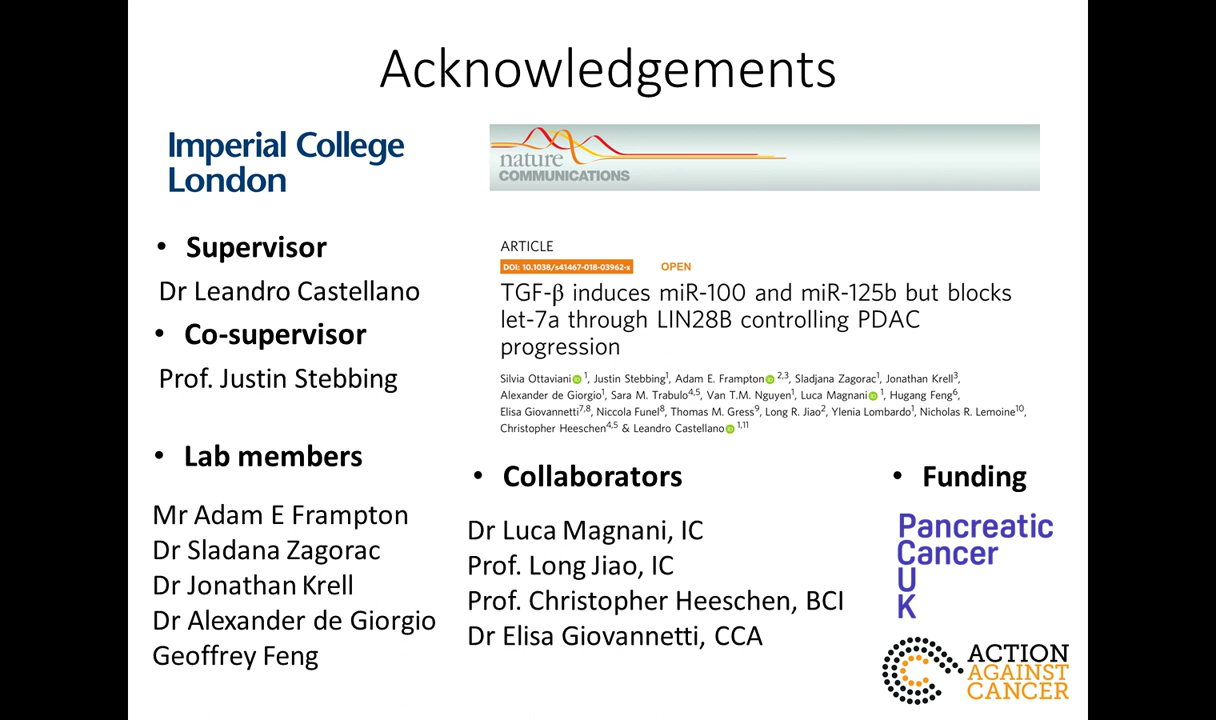 Acknowledgements
Imperial College
London
nature
COMMUNICATIONS
• Supervisor
Dr Leandro Castellano
• Co-supervisor
Prof. Justin Stebbing
• Lab members
Mr Adam E Frampton
Dr Sladana Zagorac
Dr Jonathan Krell
Dr Alexander de Giorgio
Geoffrey Feng
ARTICLE
DOI: 10.1038/s41467-018-03962-x OPEN
TGF-β induces miR-100 and miR-125b but blocks
let-7a through LIN28B controlling PDAC
progression
Silvia Ottaviani iD 1, Justin Stebbing1, Adam E. Frampton iD 2,3, Sladjana Zagorac1, Jonathan Krell3,
Alexander de Giorgio1, Sara M. Trabulo4,5, Van T.M. Nguyen1, Luca Magnani iD 1, Hugang Feng6,
Elisa Giovannetti7,8, Niccola Funel8, Thomas M. Gress9, Long R. Jiao2, Ylenia Lombardo1, Nicholas R. Lemoine10,
Christopher Heeschen4,5 & Leandro Castellano iD 1,11
• Collaborators
Dr Luca Magnani, IC
Prof. Long Jiao, IC
Prof. Christopher Heeschen, BCI
Dr Elisa Giovannetti, CCA
• Funding
Pancreatic
Cancer
U
K
ACTION
AGAINST
CANCER